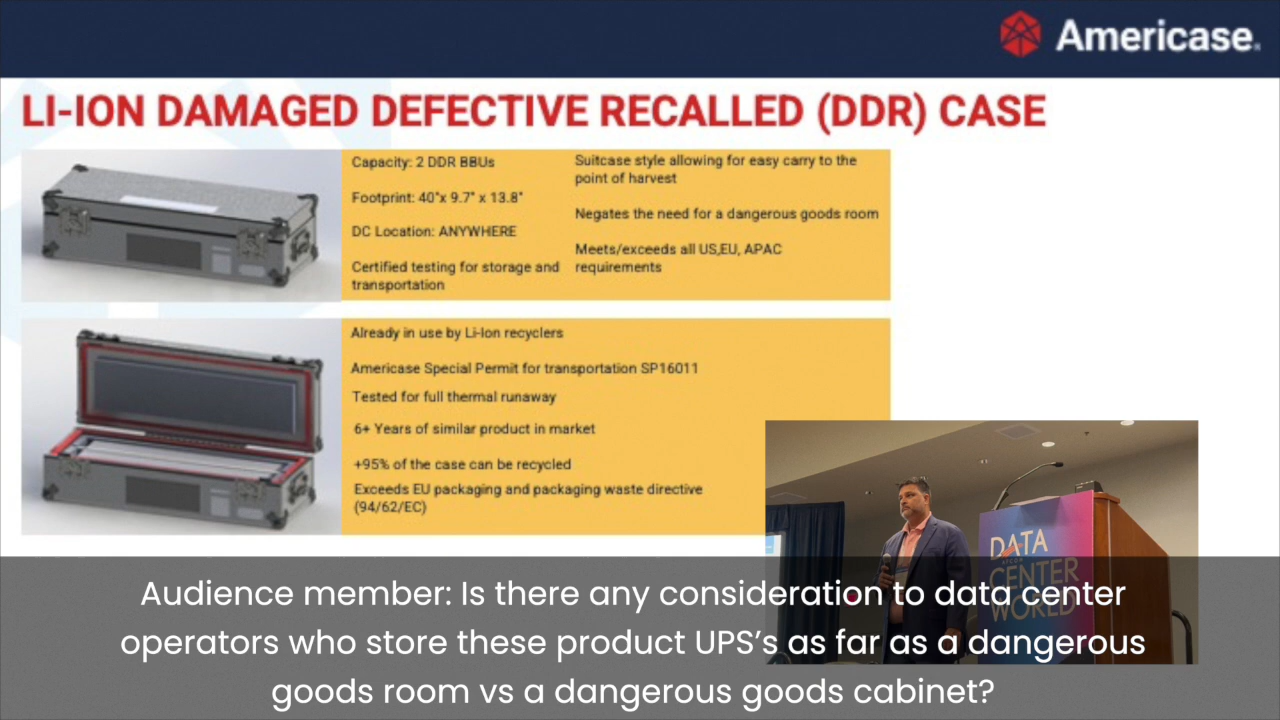 Americase.
LI-ION DAMAGED DEFECTIVE RECALLED (DDR) CASE
Capacity: 2 DDR BBUs
Footprint: 40"x 9.7" x 13.8"
DC Location: ANYWHERE
Certified testing for storage and
transportation
Suitcase style allowing for easy carry to the
point of harvest
Negates the need for a dangerous goods room
Meets/exceeds all US,EU, APAC
requirements
Already in use by Li-Ion recyclers
Americase Special Permit for transportation SP16011
Tested for full thermal runaway
6+ Years of similar product in market
+95% of the case can be recycled
Exceeds EU packaging and packaging waste directive
(94/62/EC)
DATA
CENTER
WORLD
Audience member: Is there any consideration to data center
operators who store these product UPS’s as far as a dangerous
goods room vs a dangerous goods cabinet?